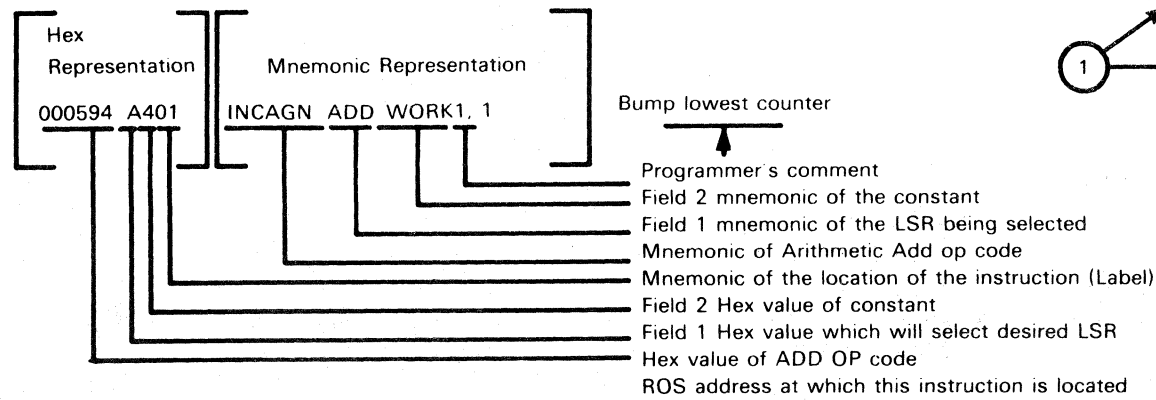 Hex
Representation
Mnemonic Representation
000594 A401 INCAGN ADD WORK1, 1
Bump lowest counter
1
Programmer's comment
Field 2 mnemonic of the constant
Field 1 mnemonic of the LSR being selected
Mnemonic of Arithmetic Add op code
Mnemonic of the location of the instruction (Label)
Field 2 Hex value of constant
Field 1 Hex value which will select desired LSR
Hex value of ADD OP code
ROS address at which this instruction is located